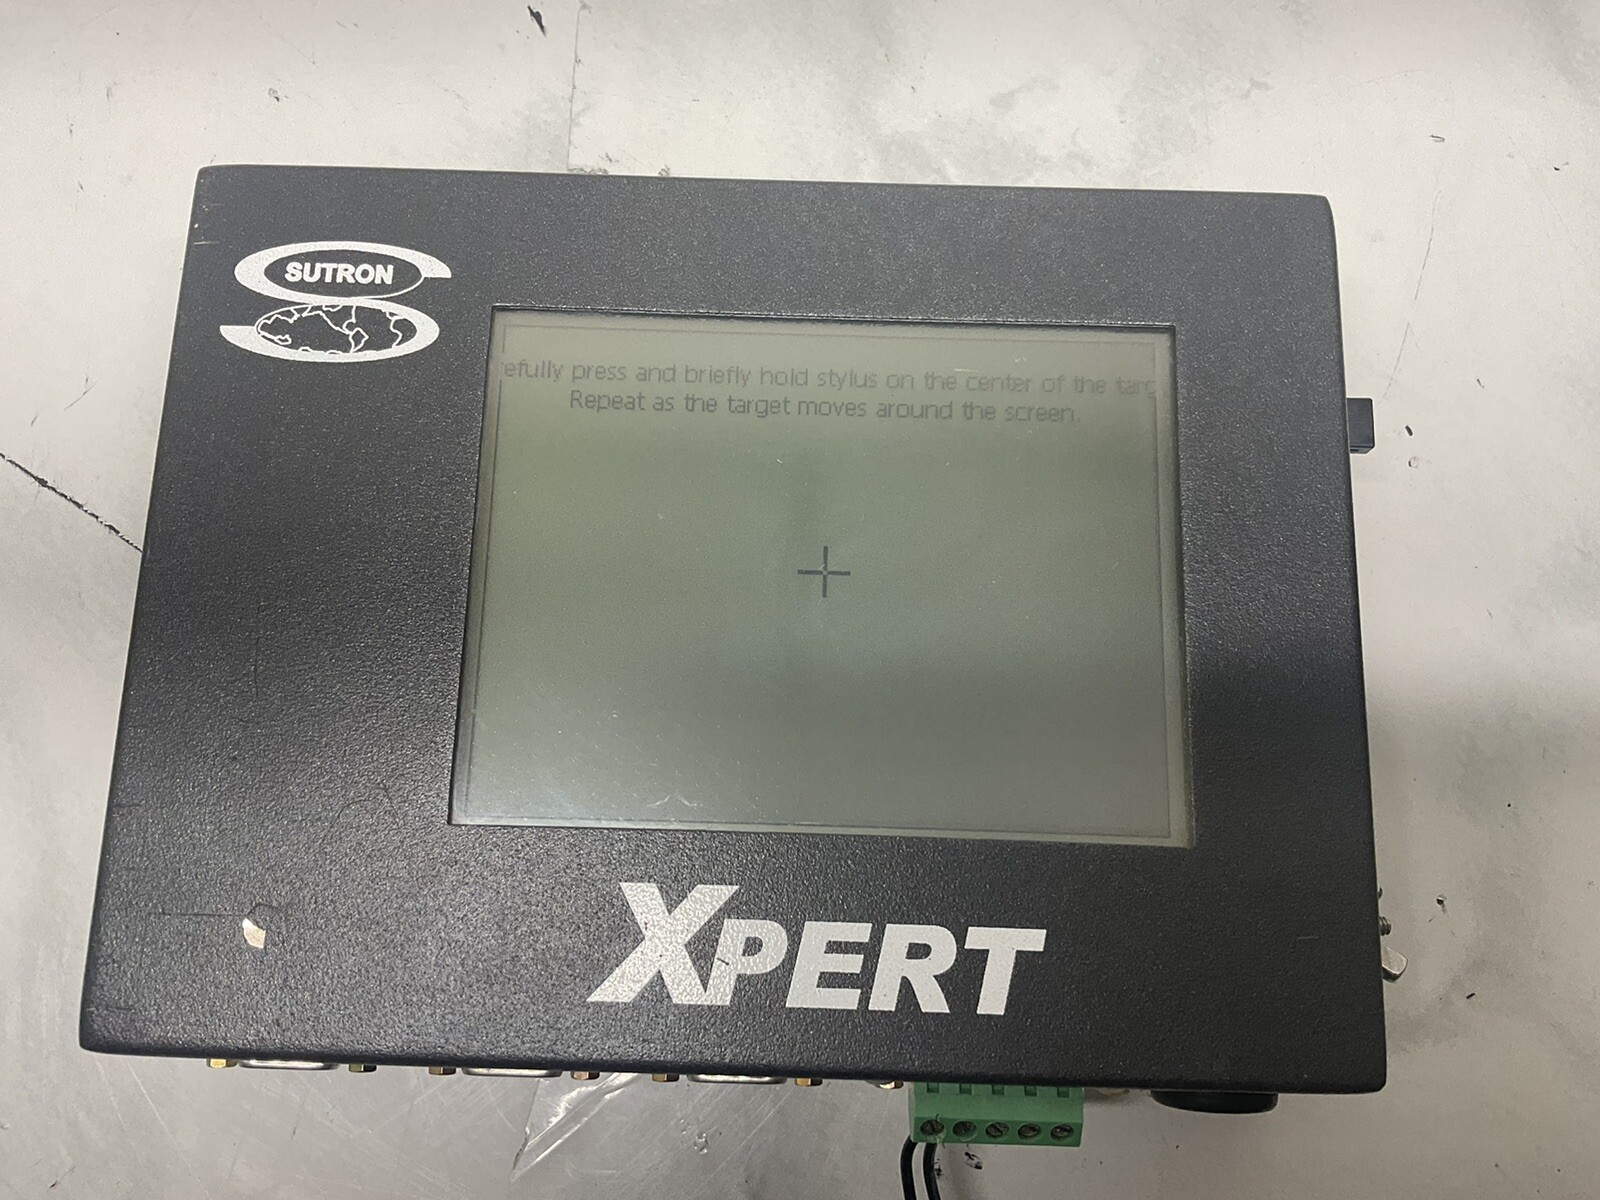 SUTRON
efully press and briefly hold stylus on the center of the targ
Repeat as the target moves around the screen.
XPERT